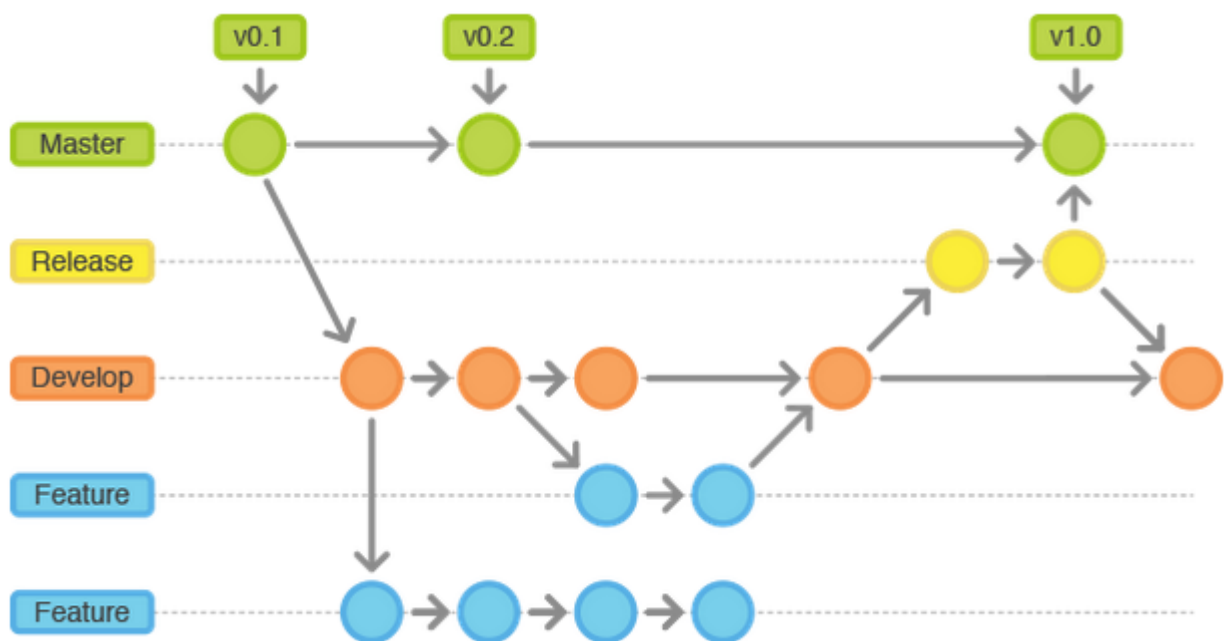 v0.1
v0.2
v1.0
Master
Release
Develop
Feature
Feature